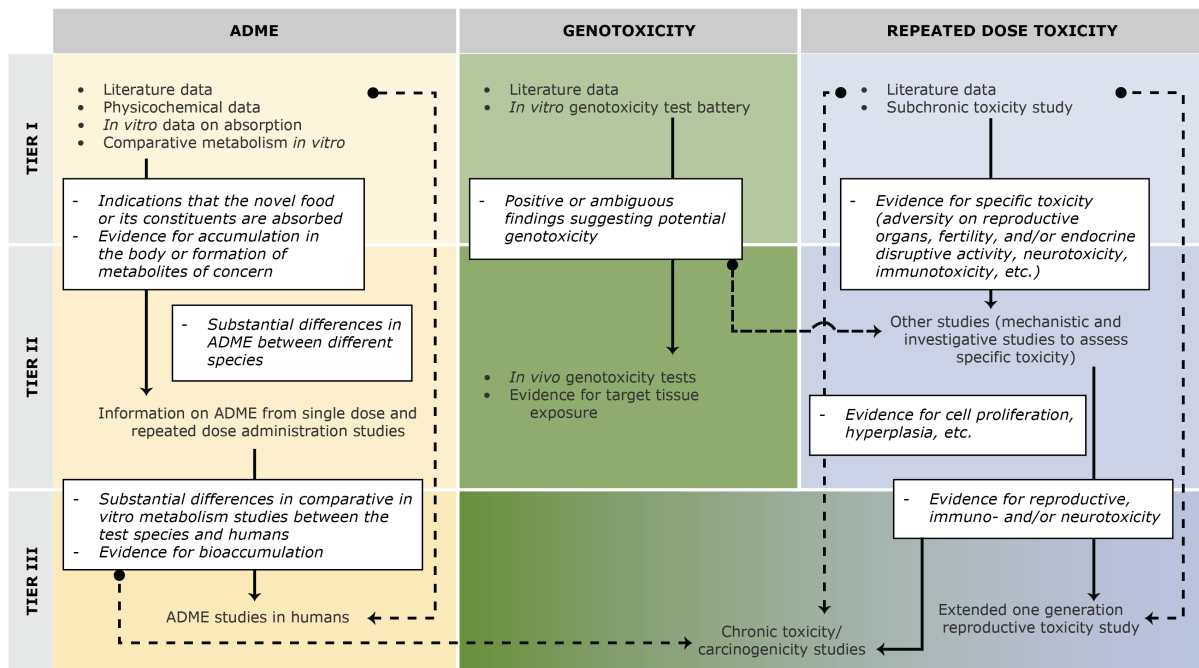 ADME
GENOTOXICITY
REPEATED DOSE TOXICITY
TIER I
• Literature data
• Physicochemical data
• In vitro data on absorption
• Comparative metabolism in vitro
• Literature data
• In vitro genotoxicity test battery
• Literature data
• Subchronic toxicity study
- Indications that the novel food
or its constituents are absorbed
- Evidence for accumulation in
the body or formation of
metabolites of concern
- Positive or ambiguous
findings suggesting potential
genotoxicity
- Evidence for specific toxicity
(adversity on reproductive
organs, fertility, and/or endocrine
disruptive activity, neurotoxicity,
immunotoxicity, etc.)
TIER II
- Substantial differences in
ADME between different
species
Information on ADME from single dose and
repeated dose administration studies
• In vivo genotoxicity tests
• Evidence for target tissue
exposure
Other studies (mechanistic and
investigative studies to assess
specific toxicity)
- Evidence for cell proliferation,
hyperplasia, etc.
- Substantial differences in comparative in
vitro metabolism studies between the
test species and humans
- Evidence for bioaccumulation
- Evidence for reproductive,
immuno- and/or neurotoxicity
TIER III
ADME studies in humans
Chronic toxicity/
carcinogenicity studies
Extended one generation
reproductive toxicity study